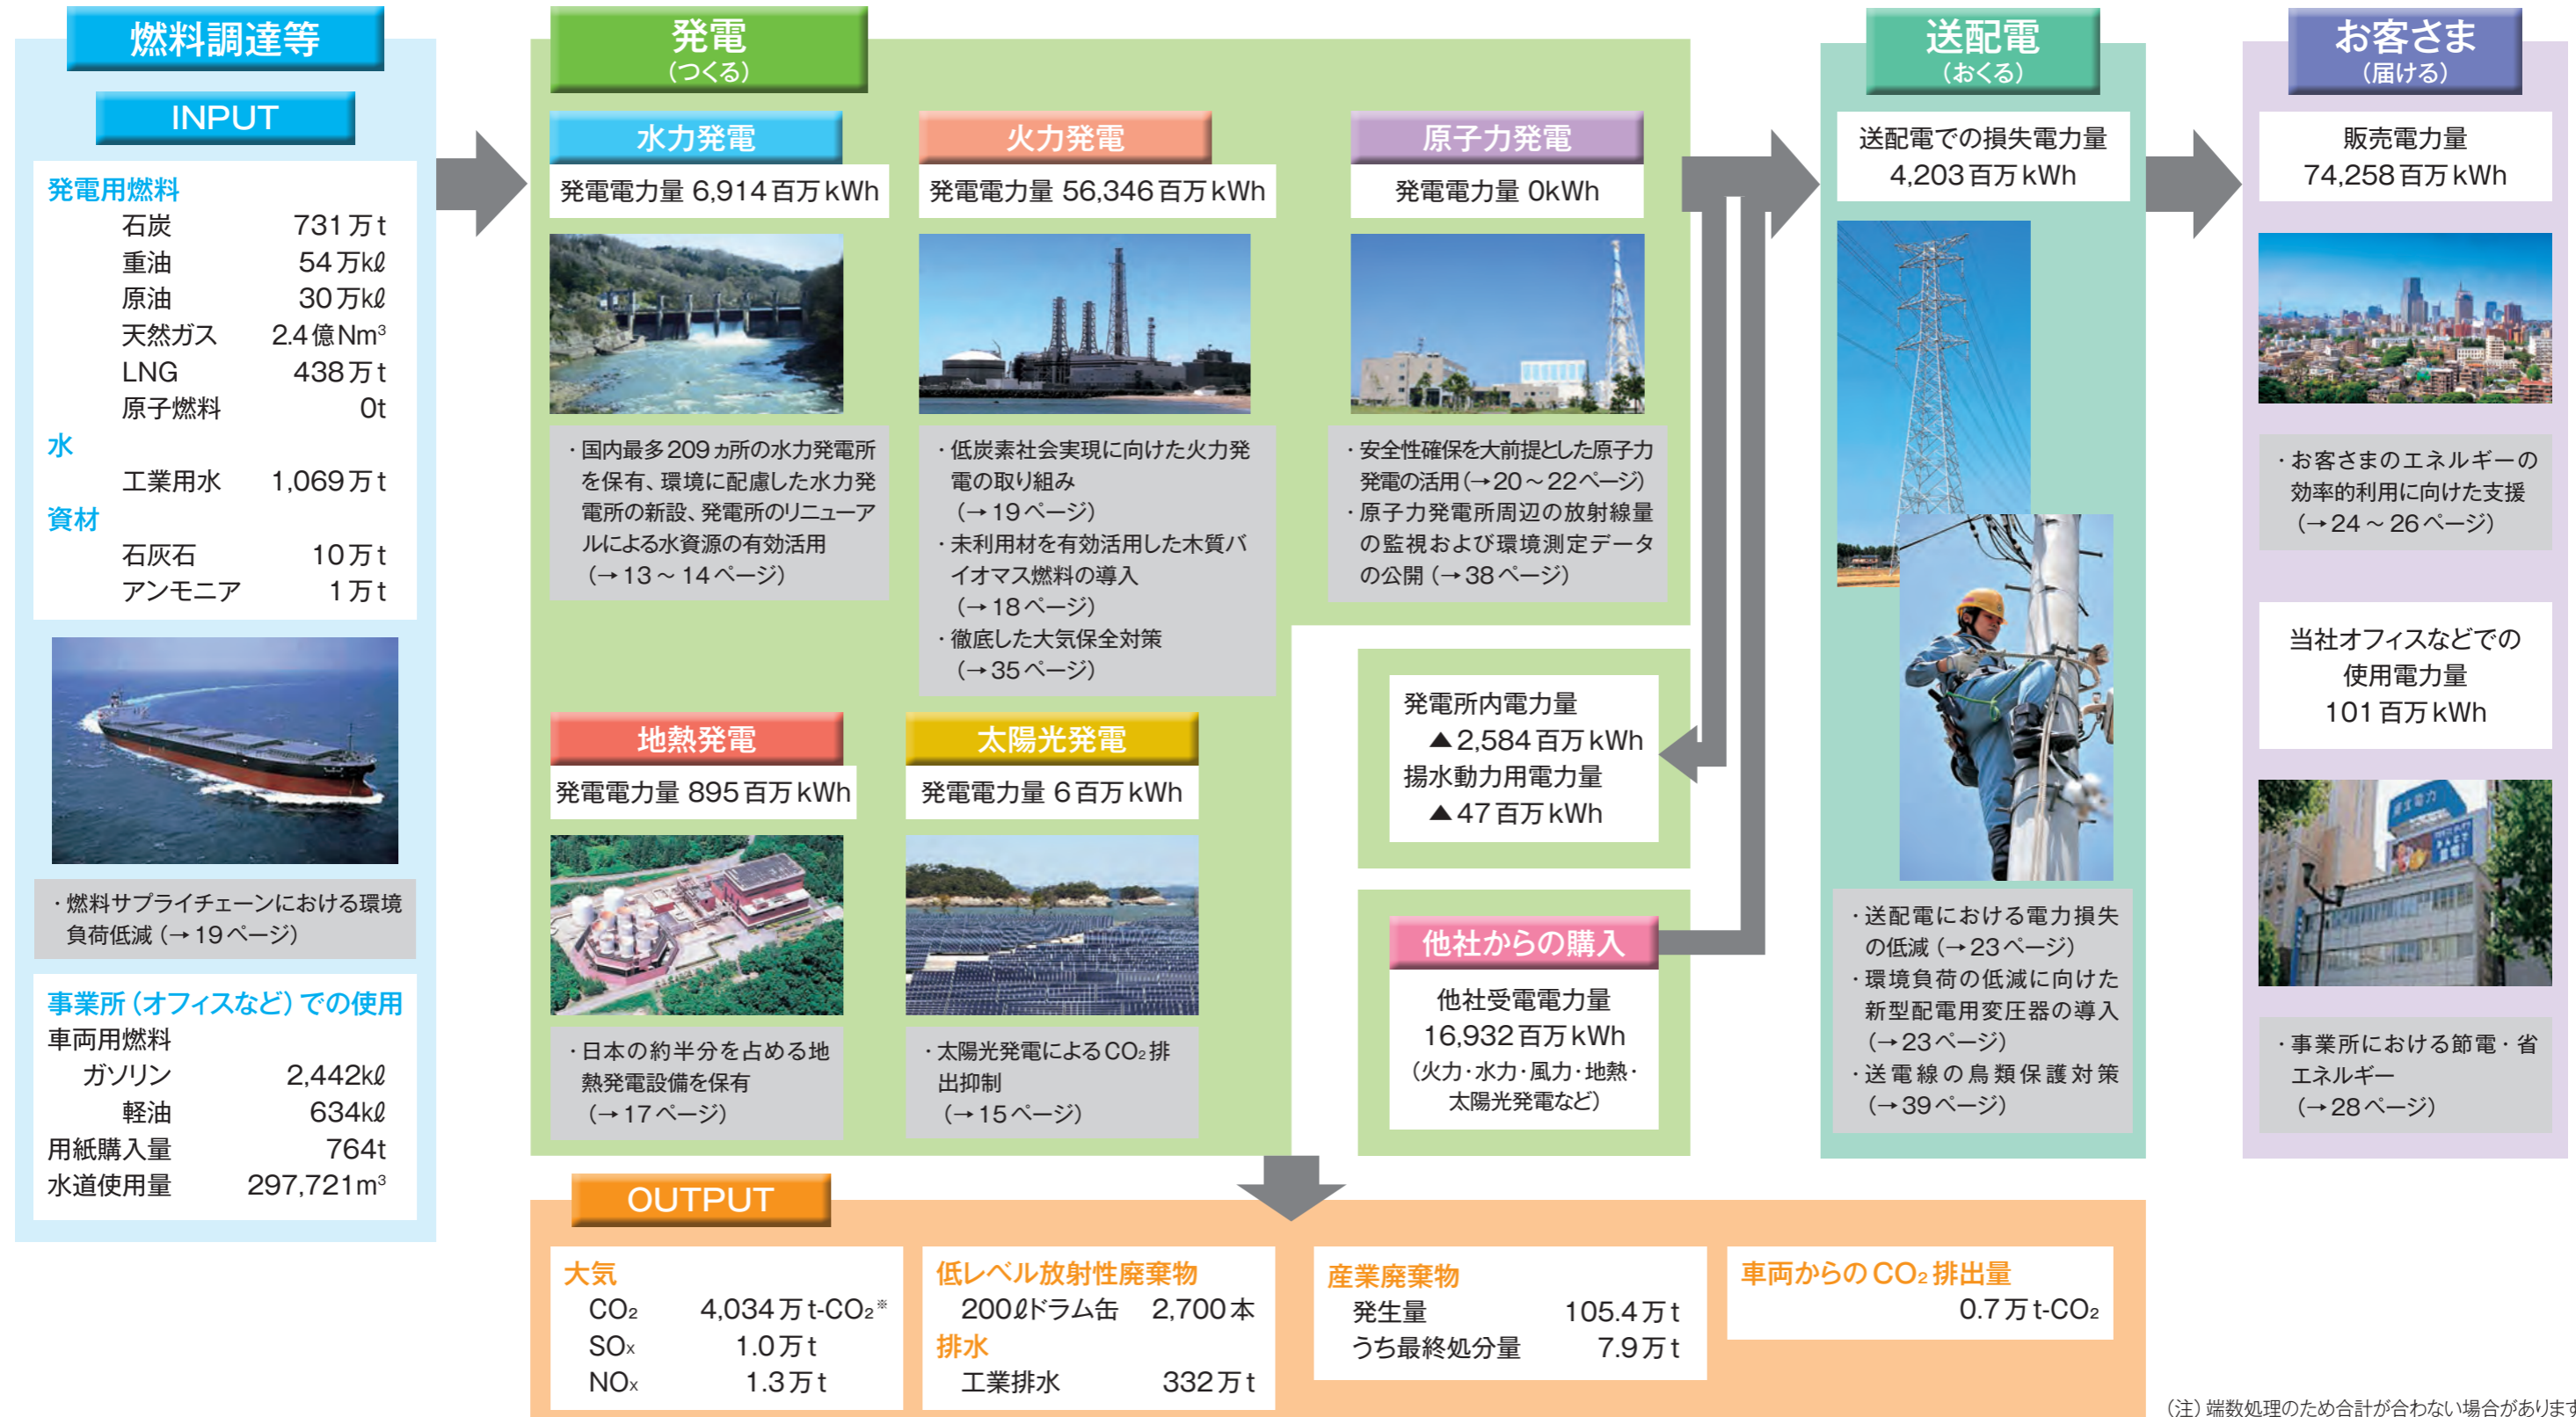 燃料調達等
INPUT
発電用燃料
石炭 731万t
重油 54万kℓ
原油 30万kℓ
天然ガス 2.4億Nm³
LNG 438万t
原子燃料 0t
水
工業用水 1,069万t
資材
石灰石 10万t
アンモニア 1万t
・燃料サプライチェーンにおける環境
負荷低減（→19ページ）
事業所（オフィスなど）での使用
車両用燃料
ガソリン 2,442kℓ
軽油 634kℓ
用紙購入量 764t
水道使用量 297,721m³
発電
（つくる）
水力発電
発電電力量 6,914百万kWh
・国内最多209ヵ所の水力発電所
を保有、環境に配慮した水力発
電所の新設、発電所のリニューア
ルによる水資源の有効活用
（→13～14ページ）
火力発電
発電電力量 56,346百万kWh
・低炭素社会実現に向けた火力発
電の取り組み
（→19ページ）
・未利用材を有効活用した木質バ
イオマス燃料の導入
（→18ページ）
・徹底した大気保全対策
（→35ページ）
原子力発電
発電電力量 0kWh
・安全性確保を大前提とした原子力
発電の活用（→20～22ページ）
・原子力発電所周辺の放射線量
の監視および環境測定データ
の公開（→38ページ）
地熱発電
発電電力量 895百万kWh
・日本の約半分を占める地
熱発電設備を保有
（→17ページ）
太陽光発電
発電電力量 6百万kWh
・太陽光発電によるCO₂排
出抑制
（→15ページ）
発電所内電力量
▲2,584百万kWh
揚水動力用電力量
▲47百万kWh
他社からの購入
他社受電電力量
16,932百万kWh
（火力・水力・風力・地熱・
太陽光発電など）
送配電
（おくる）
送配電での損失電力量
4,203百万kWh
・送配電における電力損失
の低減（→23ページ）
・環境負荷の低減に向けた
新型配電用変圧器の導入
（→23ページ）
・送電線の鳥類保護対策
（→39ページ）
お客さま
（届ける）
販売電力量
74,258百万kWh
・お客さまのエネルギーの
効率的利用に向けた支援
（→24～26ページ）
当社オフィスなどでの
使用電力量
101百万kWh
・事業所における節電・省
エネルギー
（→28ページ）
OUTPUT
大気
CO₂ 4,034万t-CO₂※
SOx 1.0万t
NOx 1.3万t
低レベル放射性廃棄物
200ℓドラム缶 2,700本
排水
工業排水 332万t
産業廃棄物
発生量 105.4万t
うち最終処分量 7.9万t
車両からのCO₂排出量
0.7万t-CO₂
（注）端数処理のため合計が合わない場合があります